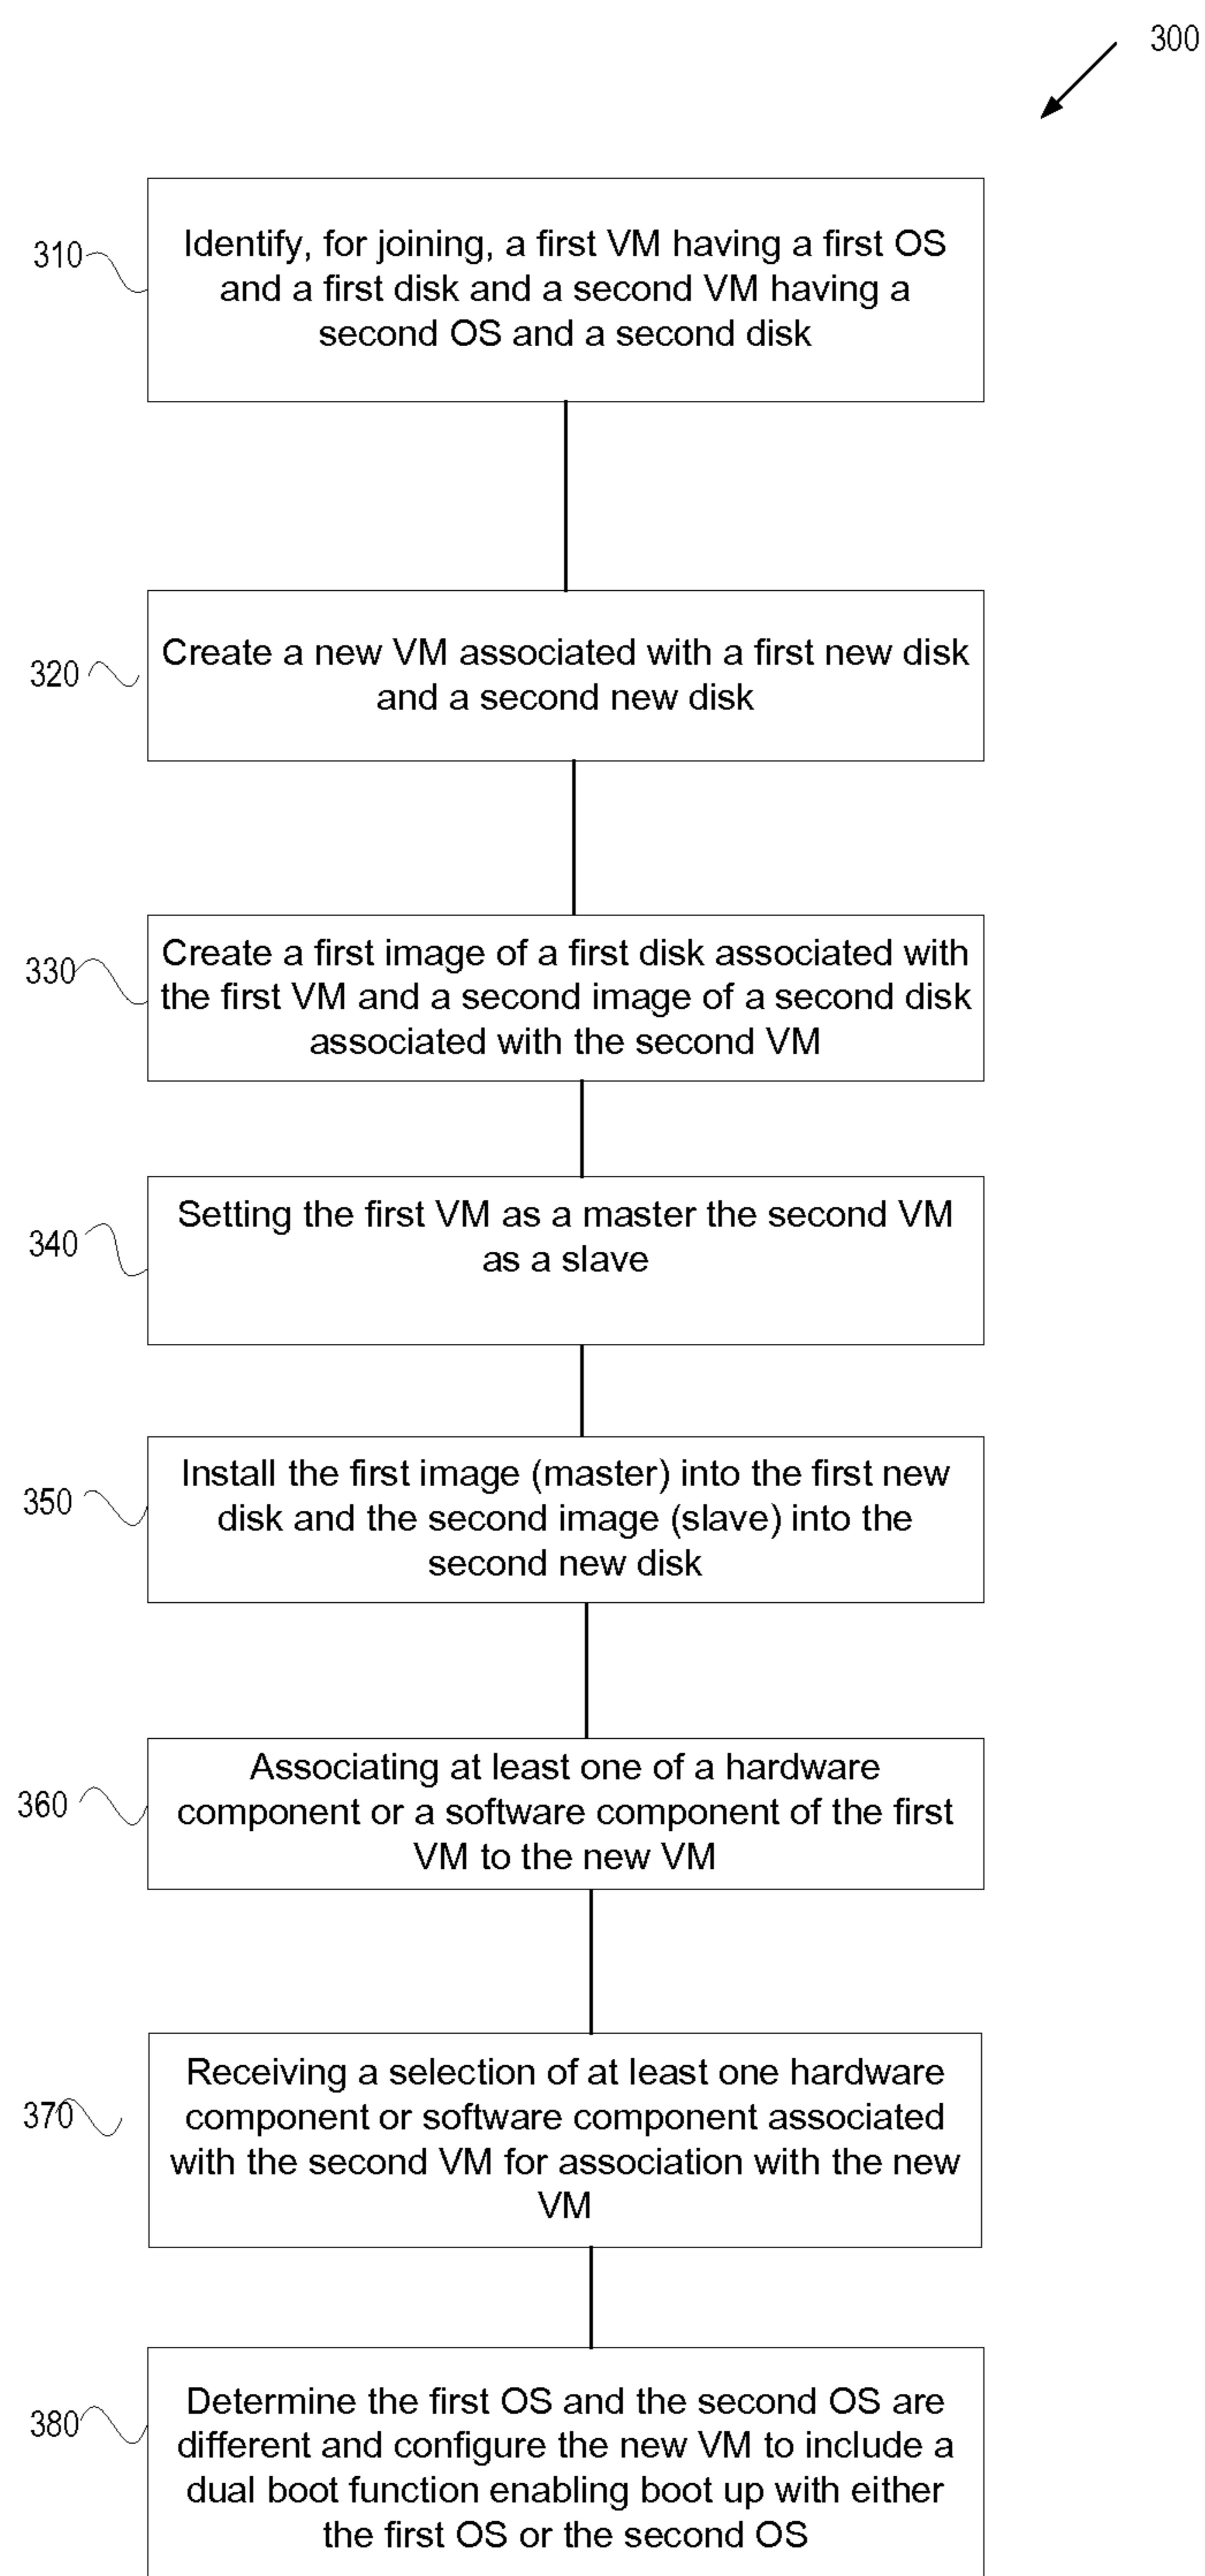 300
310
Identify, for joining, a first VM having a first OS
and a first disk and a second VM having a
second OS and a second disk
320
Create a new VM associated with a first new disk
and a second new disk
330
Create a first image of a first disk associated with
the first VM and a second image of a second disk
associated with the second VM
340
Setting the first VM as a master the second VM
as a slave
350
Install the first image (master) into the first new
disk and the second image (slave) into the
second new disk
360
Associating at least one of a hardware
component or a software component of the first
VM to the new VM
370
Receiving a selection of at least one hardware
component or software component associated
with the second VM for association with the new
VM
380
Determine the first OS and the second OS are
different and configure the new VM to include a
dual boot function enabling boot up with either
the first OS or the second OS